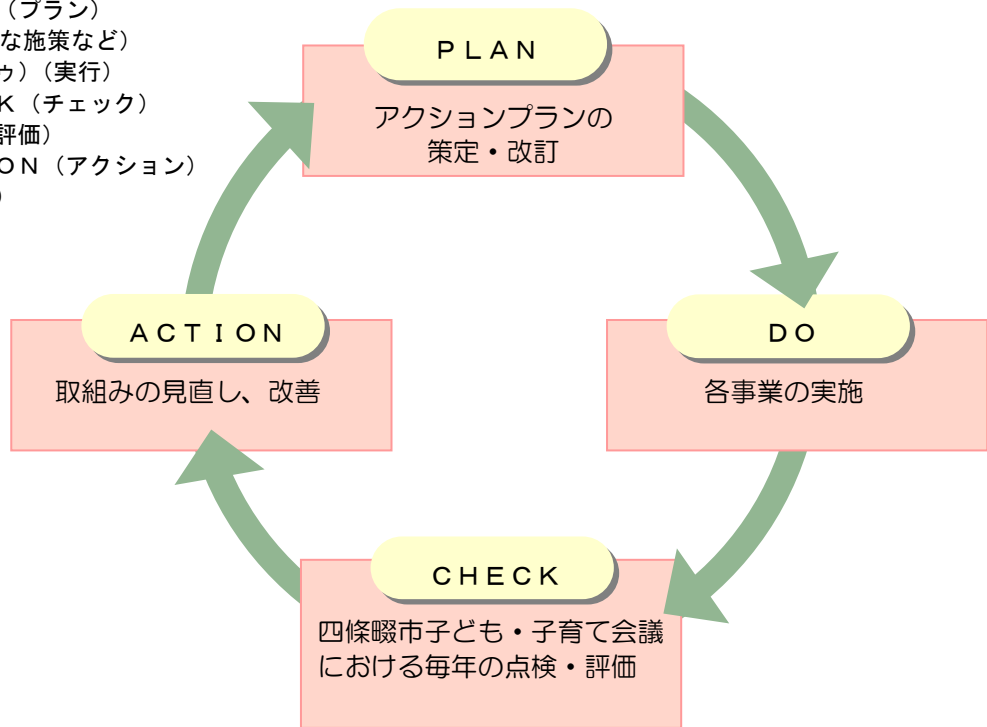 （プラン）
な施策など）
ゥ）（実行）
Ｋ（チェック）
評価）
ＯＮ（アクション）
）
ＰＬＡＮ
アクションプランの
策定・改訂
ＤＯ
各事業の実施
ＣＨＥＣＫ
四條畷市子ども・子育て会議
における毎年の点検・評価
ＡＣＴＩＯＮ
取組みの見直し、改善